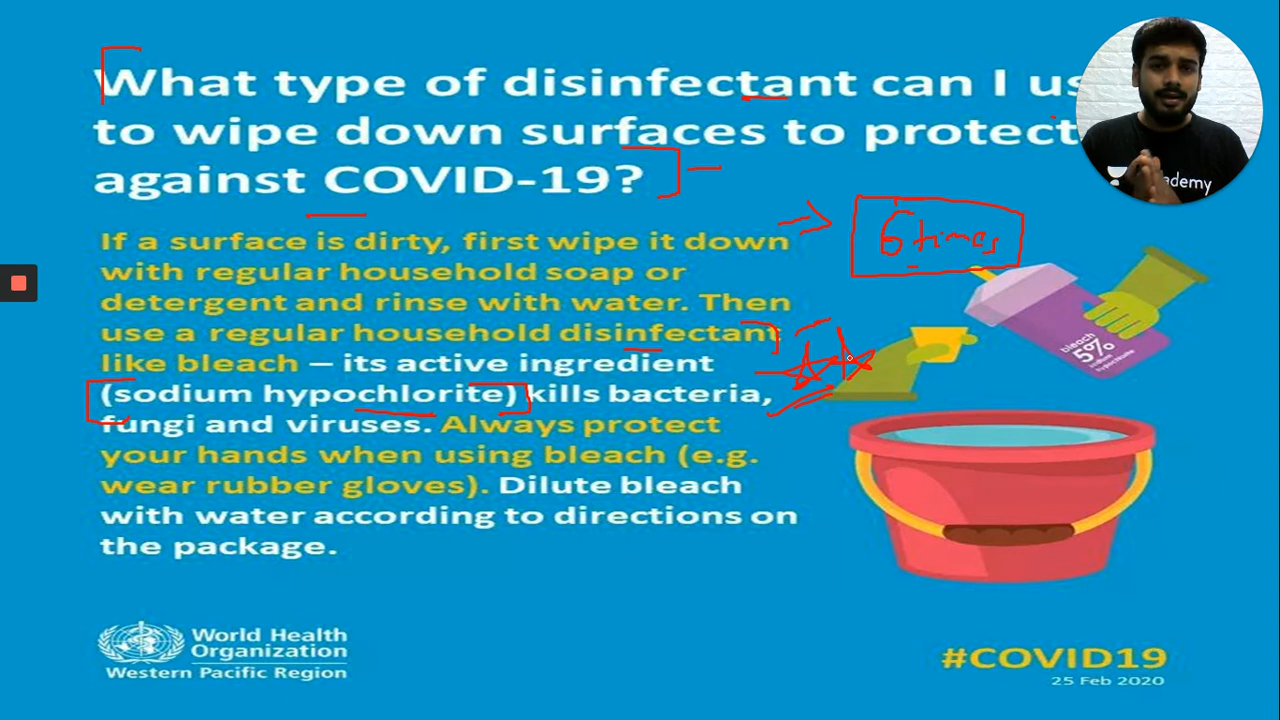 What type of disinfectant can I us
to wipe down surfaces to protect
against COVID-19?
6 times
If a surface is dirty, first wipe it down
with regular household soap or
detergent and rinse with water. Then
use a regular household disinfectant
like bleach – its active ingredient
(sodium hypochlorite) kills bacteria,
fungi and viruses. Always protect
your hands when using bleach (e.g.
wear rubber gloves). Dilute bleach
with water according to directions on
the package.
bleach
5%
sodium
hypochlorite
ademy
World Health
Organization
Western Pacific Region
#COVID19
25 Feb 2020